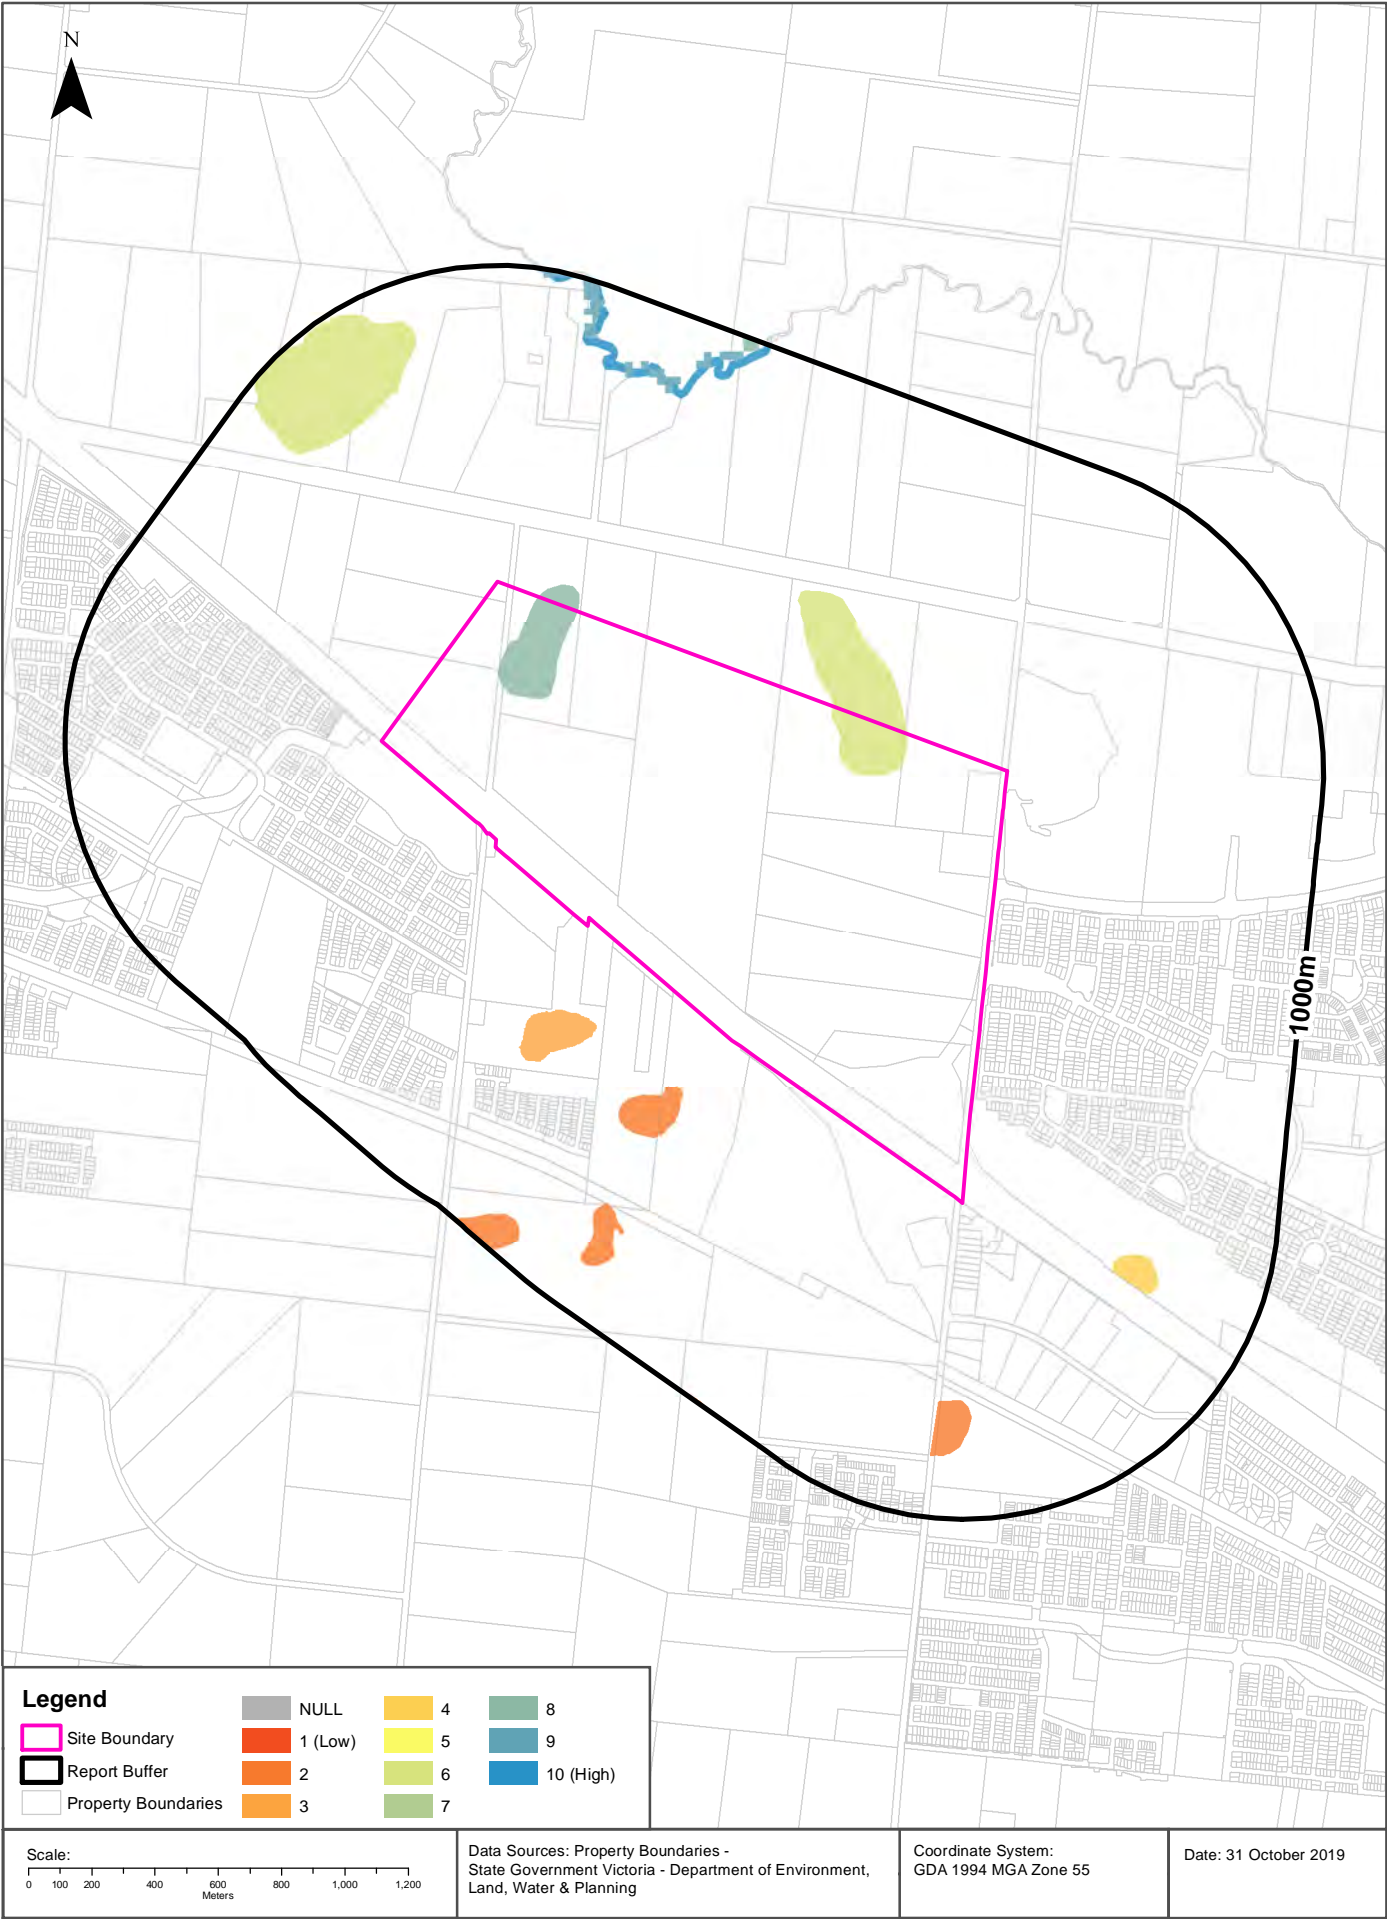 N
1000m
Legend
Site Boundary
Report Buffer
Property Boundaries
NULL
1 (Low)
2
3
4
5
6
7
8
9
10 (High)
Scale:
0 100 200 400 600 800 1,000 1,200
Meters
Data Sources: Property Boundaries -
State Government Victoria - Department of Environment,
Land, Water & Planning
Coordinate System:
GDA 1994 MGA Zone 55
Date: 31 October 2019